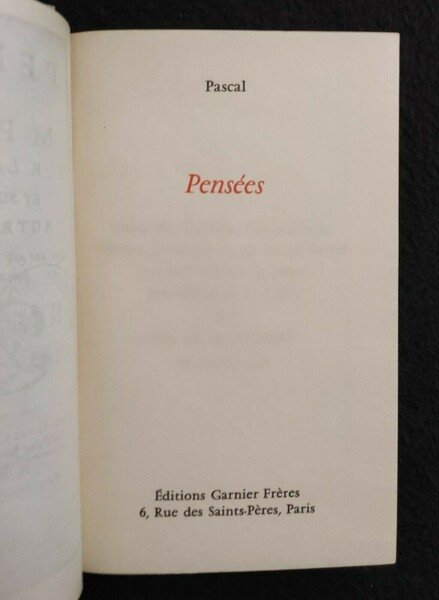 Pascal
Pensées
Éditions Garnier Frères
6, Rue des Saints-Pères, Paris